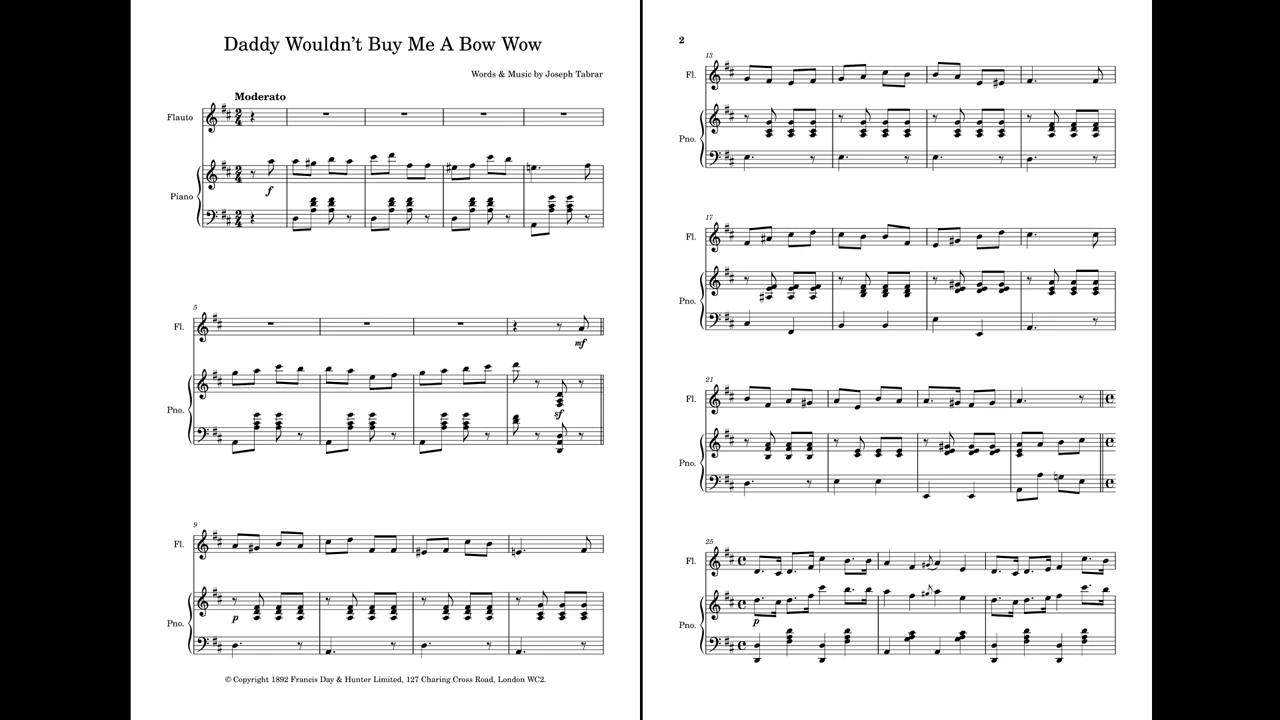 Daddy Wouldn't Buy Me A Bow Wow
Words & Music by Joseph Tabrar
Moderato
Flauto
Piano
f
5
Fl.
mf
Pno.
sf
9
Fl.
Pno.
p
© Copyright 1892 Francis Day & Hunter Limited, 127 Charing Cross Road, London WC2.
2
13
Fl.
Pno.
17
Fl.
Pno.
21
Fl.
Pno.
25
Fl.
Pno.
p